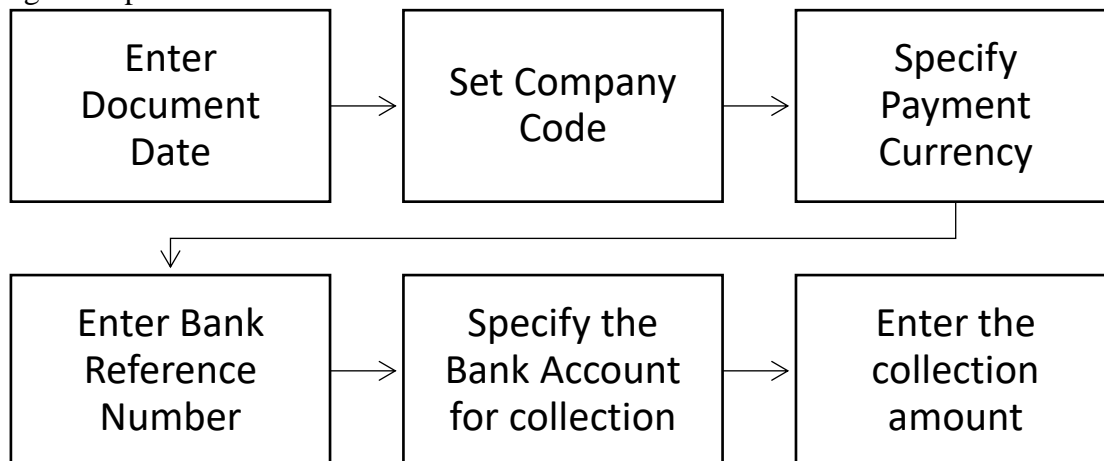 Enter
Document
Date
Set Company
Code
Specify
Payment
Currency
Enter Bank
Reference
Number
Specify the
Bank Account
for collection
Enter the
collection
amount